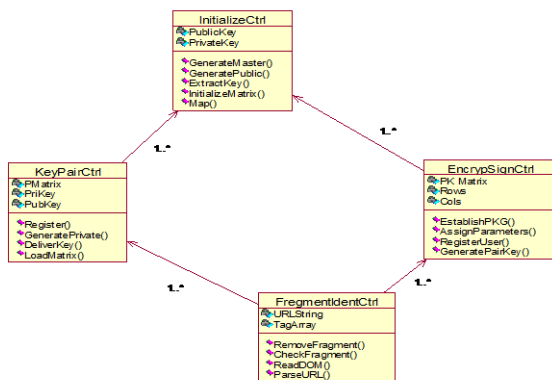 InitializeCtrl
PublicKey
PrivateKey
GenerateMaster()
GeneratePublic()
ExtractKey()
InitializeMatrix()
Map()
1..*
1..*
KeyPairCtrl
PMatrix
PriKey
PubKey
Register()
GeneratePrivate()
DeliverKey()
LoadMatrix()
EncrypSignCtrl
PK Matrix
Rows
Cols
EstablishPKG()
AssignParameters()
RegisterUser()
GeneratePairKey()
1..*
1..*
FregmentIdentCtrl
URLString
TagArray
RemoveFragment()
CheckFragment()
ReadDOM()
ParseURL()